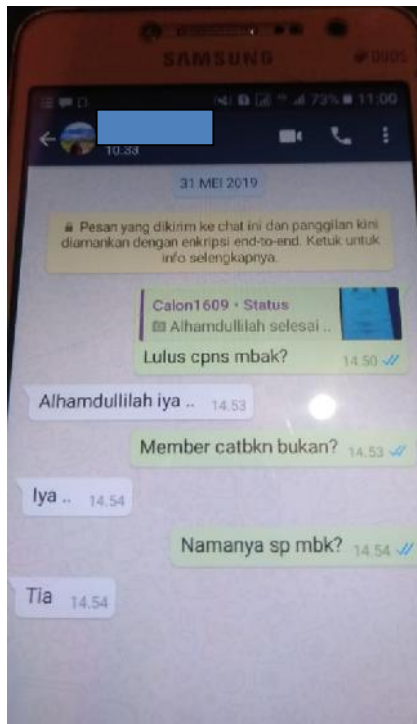 SAMSUNG
DUOS
73% 11:00
10.33
31 MEI 2019
Pesan yang dikirim ke chat ini dan panggilan kini
diamankan dengan enkripsi end-to-end. Ketuk untuk
info selengkapnya.
Calon1609 • Status
Alhamdullilah selesai ..
Lulus cpns mbak? 14.50
Alhamdullilah iya .. 14.53
Member catbkn bukan? 14.53
Iya .. 14.54
Namanya sp mbk? 14.54
Tia 14.54